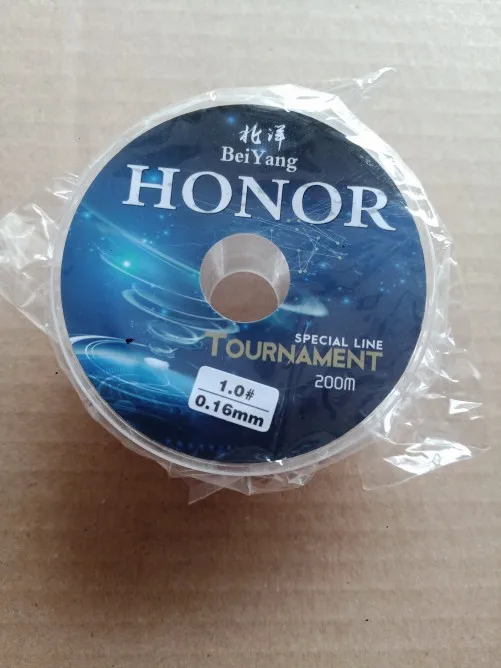 北洋
BeiYang
HONOR
SPECIAL LINE
TOURNAMENT
200M
1.0#
0.16mm